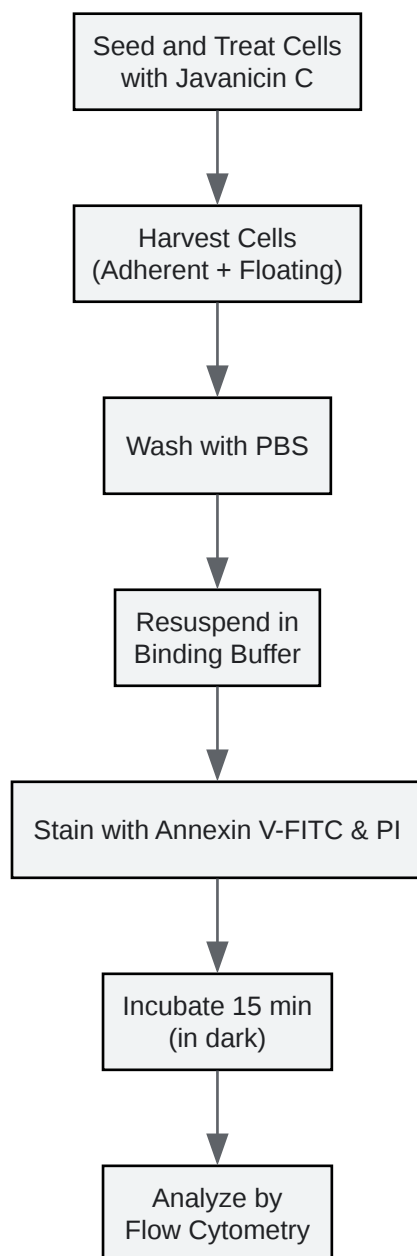 Seed and Treat Cells
with Javanicin C
Harvest Cells
(Adherent + Floating)
Wash with PBS
Resuspend in
Binding Buffer
Stain with Annexin V-FITC & PI
Incubate 15 min
(in dark)
Analyze by
Flow Cytometry